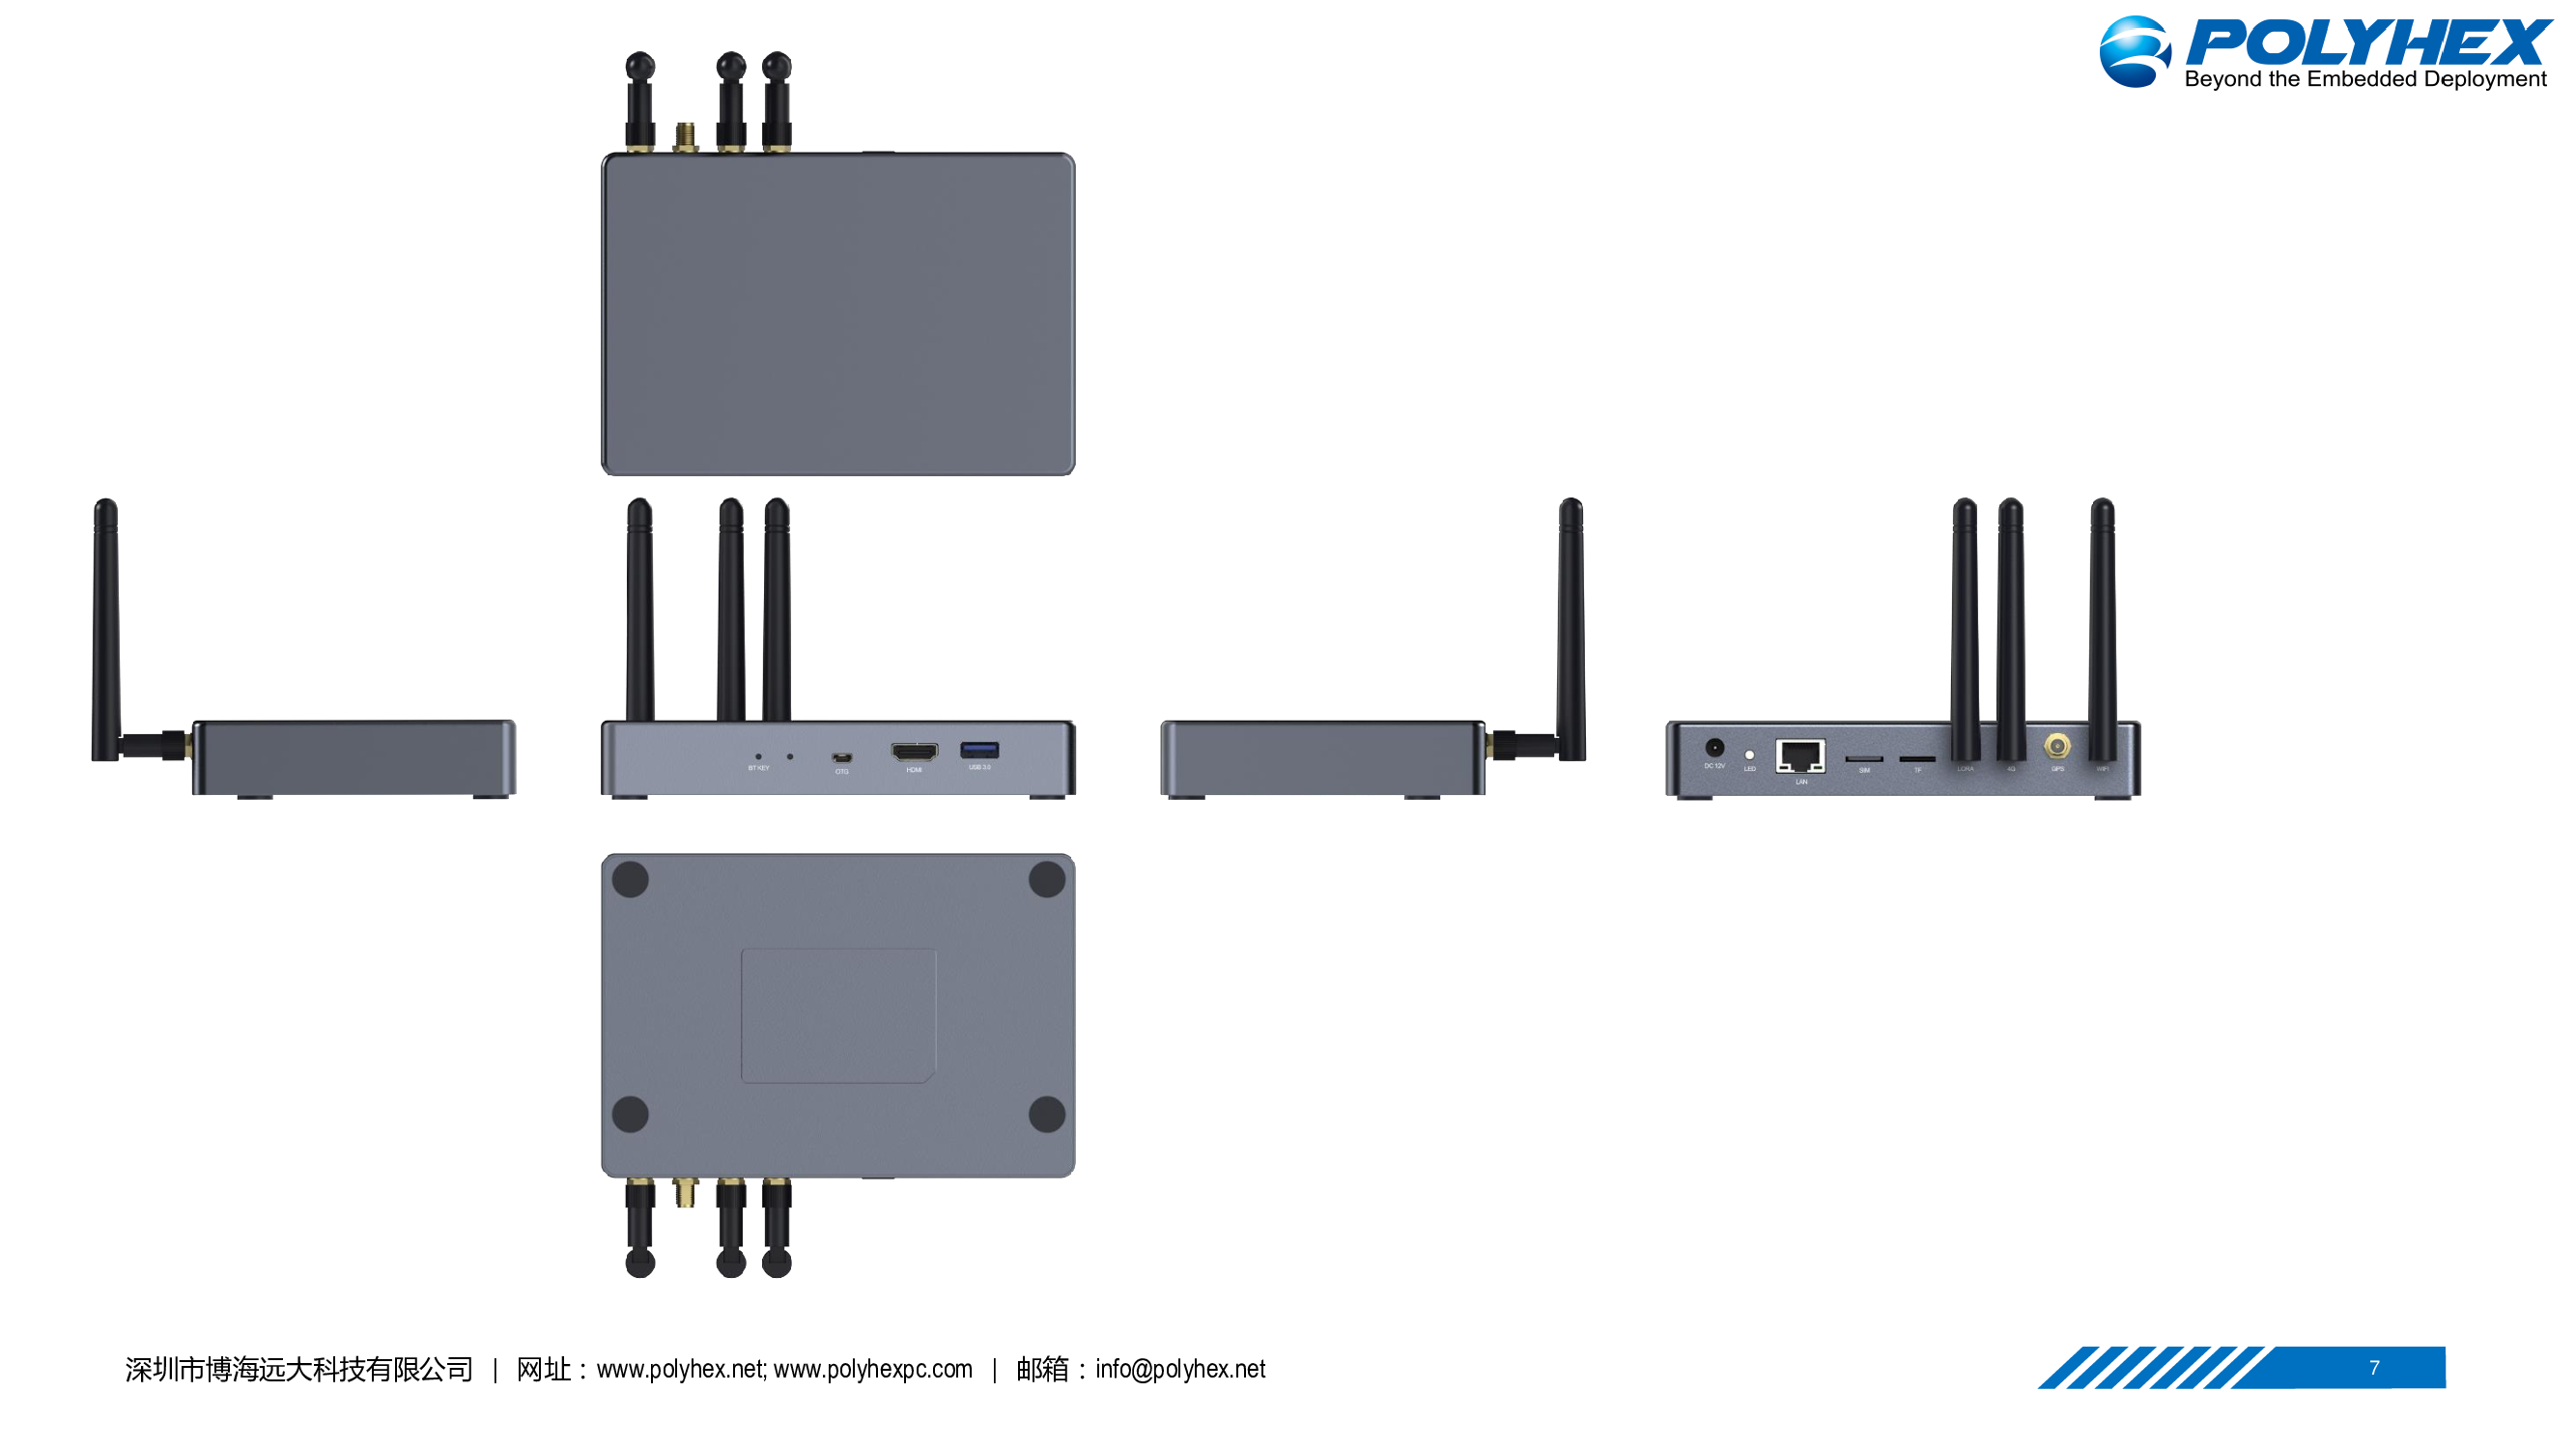 POLYHEX
Beyond the Embedded Deployment
BT KEY
OTG
HDMI
USB 3.0
DC 12V
LED
LAN
SIM
TF
LORA
4G
GPS
WIFI
深圳市博海远大科技有限公司 | 网址：www.polyhex.net; www.polyhexpc.com | 邮箱：info@polyhex.net
7